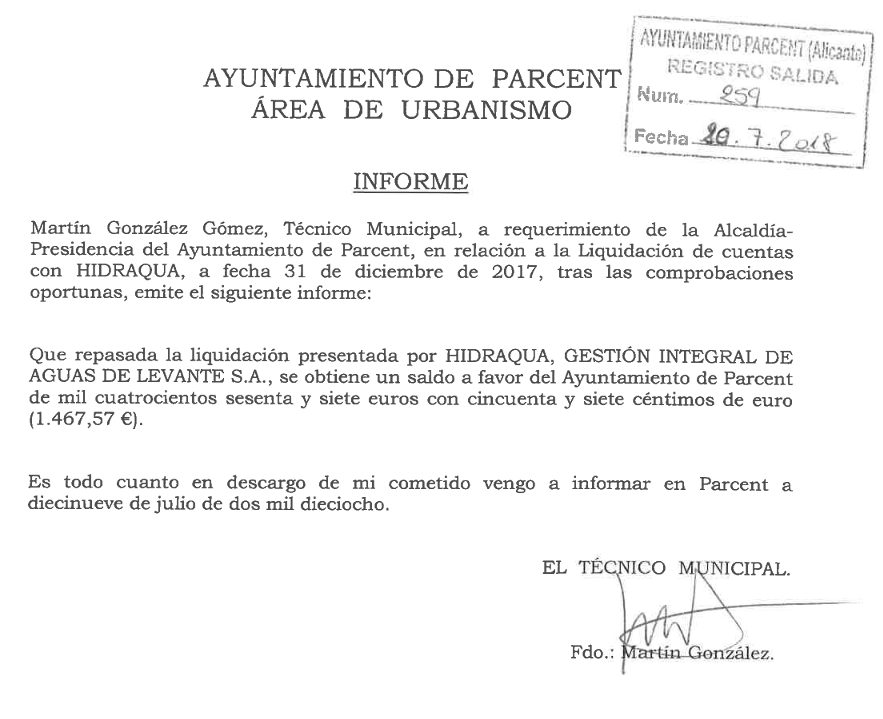 AYUNTAMIENTO PARCENT (Alicante)
REGISTRO SALIDA
Num. 259
Fecha 20.7.2018
AYUNTAMIENTO DE PARCENT
ÁREA DE URBANISMO
INFORME
Martín González Gómez, Técnico Municipal, a requerimiento de la Alcaldía-
Presidencia del Ayuntamiento de Parcent, en relación a la Liquidación de cuentas
con HIDRAQUA, a fecha 31 de diciembre de 2017, tras las comprobaciones
oportunas, emite el siguiente informe:
Que repasada la liquidación presentada por HIDRAQUA, GESTIÓN INTEGRAL DE
AGUAS DE LEVANTE S.A., se obtiene un saldo a favor del Ayuntamiento de Parcent
de mil cuatrocientos sesenta y siete euros con cincuenta y siete céntimos de euro
(1.467,57 €).
Es todo cuanto en descargo de mi cometido vengo a informar en Parcent a
diecinueve de julio de dos mil dieciocho.
EL TÉCNICO MUNICIPAL.
Fdo.: Martín González.